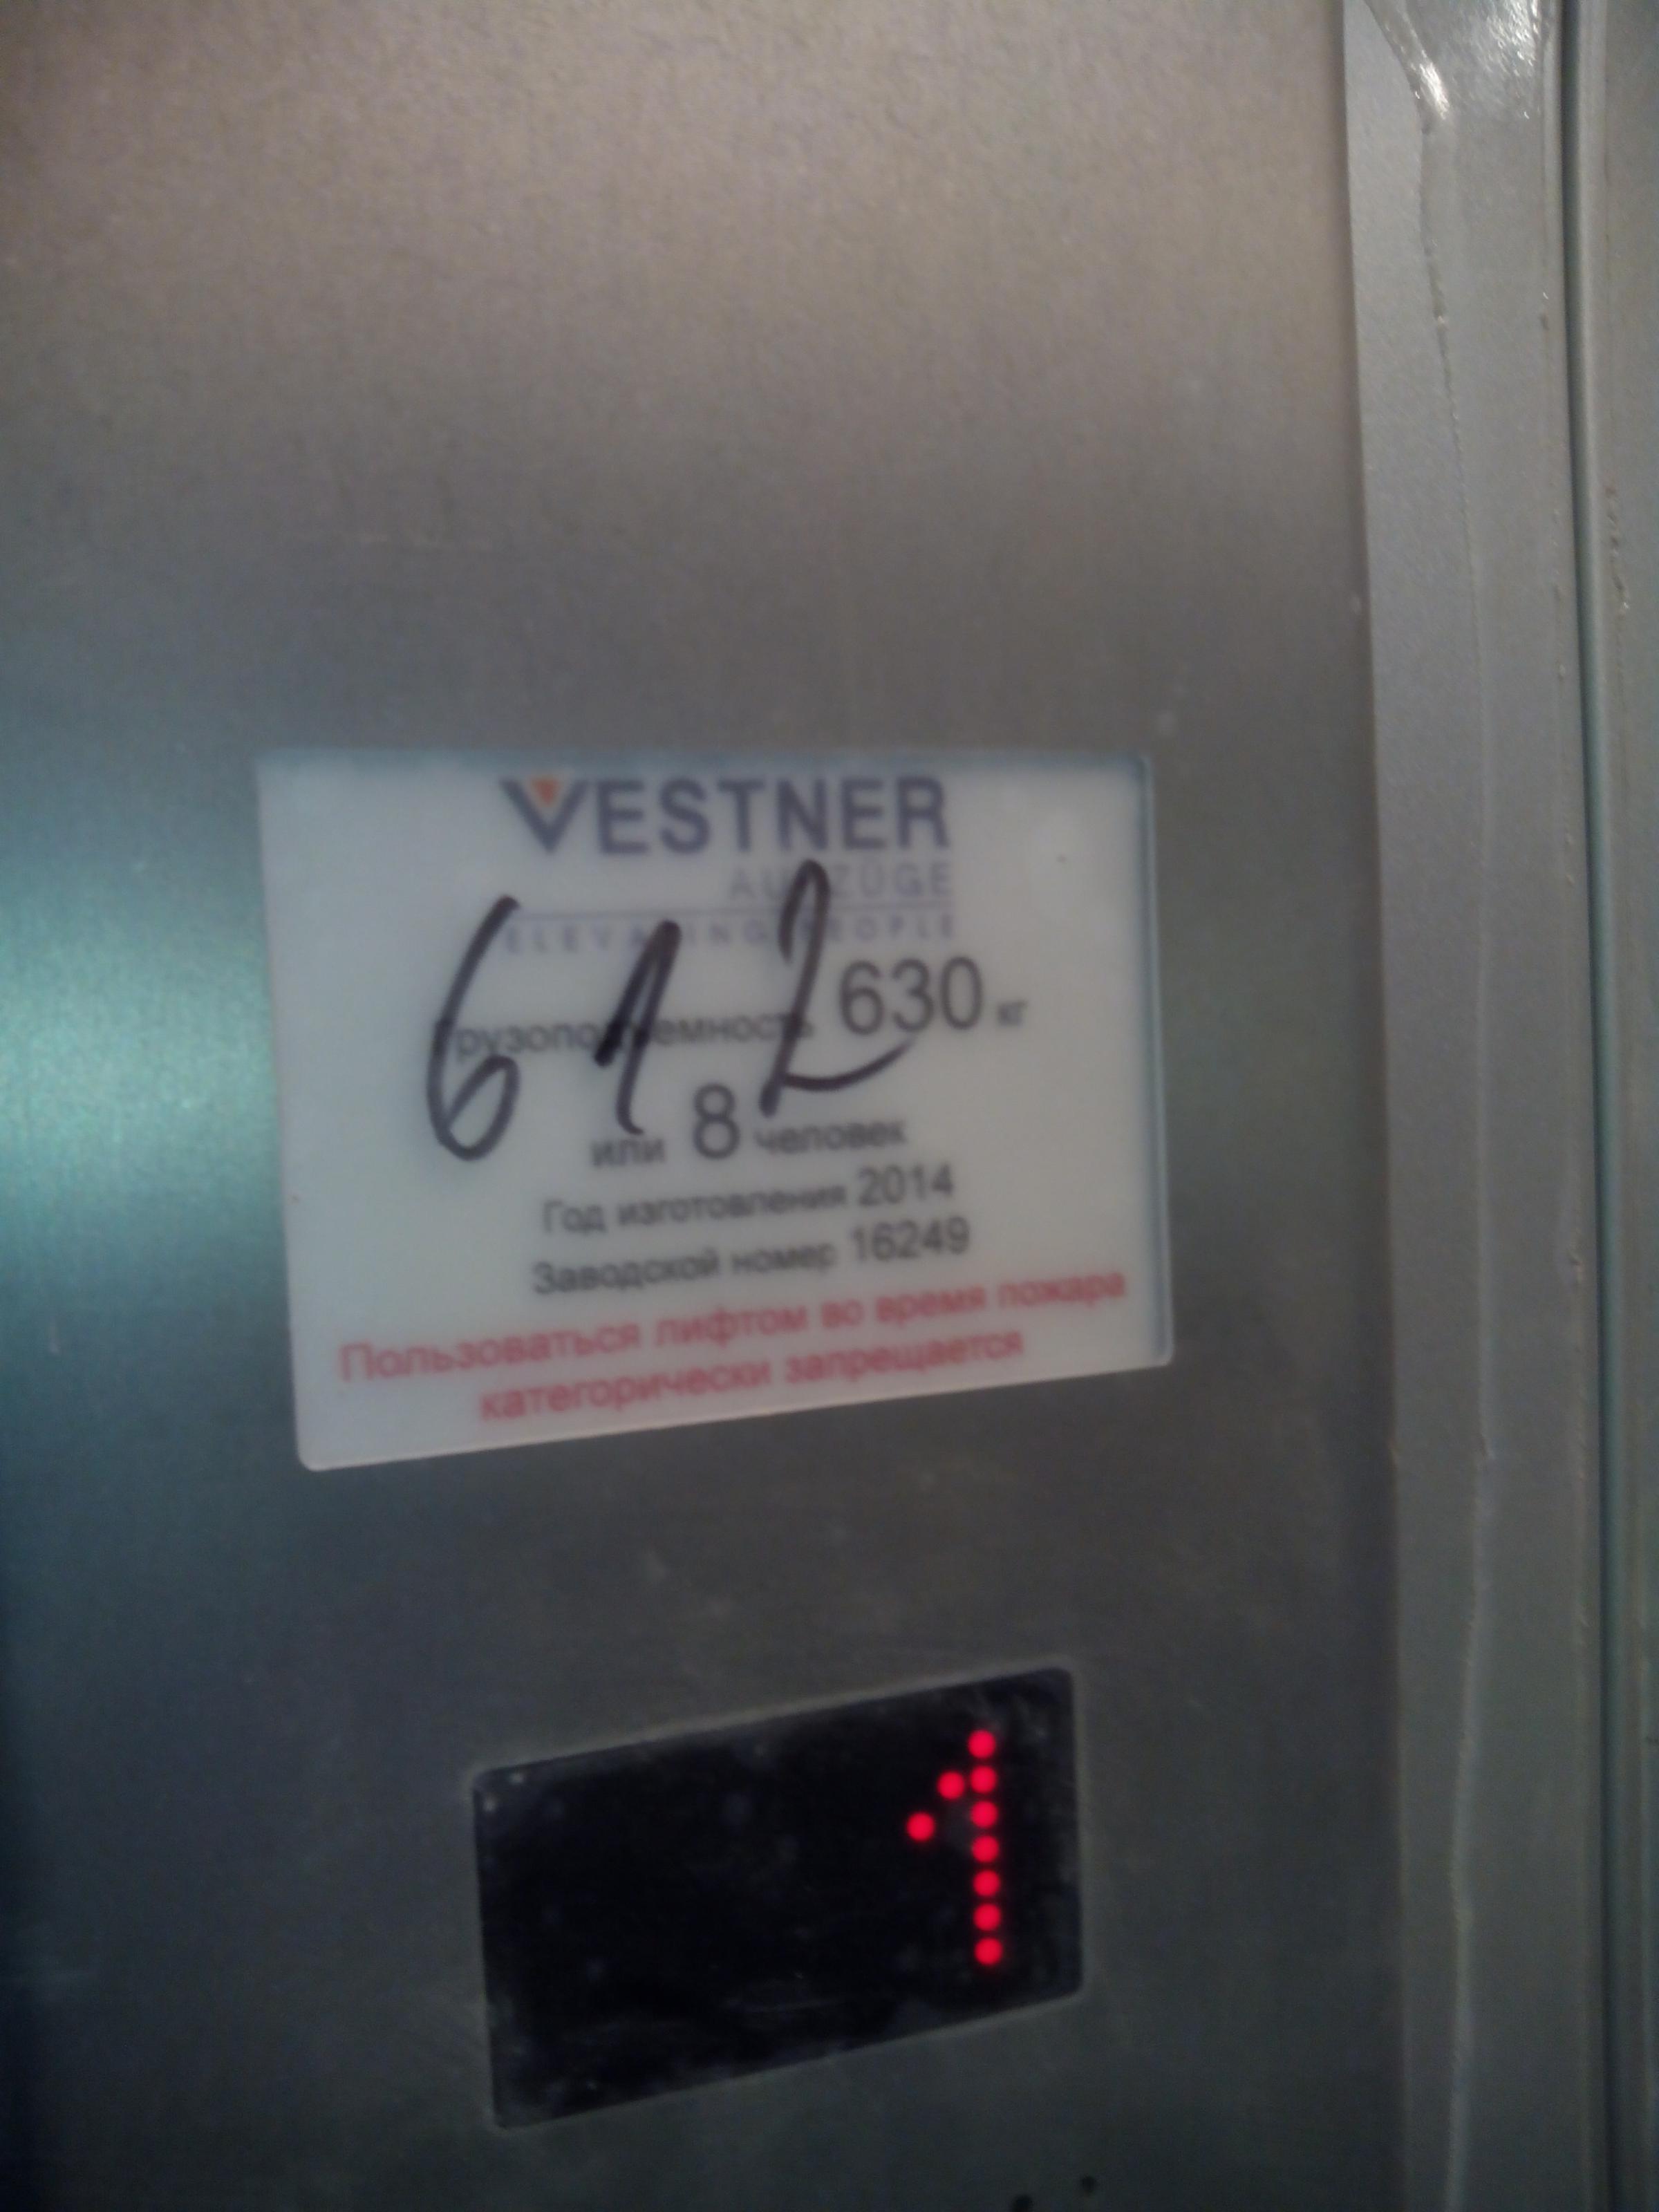 VESTNER
AUFZÜGE
ELEVATING PEOPLE
612
Грузоподъемность 630 кг
или 8 человек
Год изготовления 2014
Заводской номер 16249
Пользоваться лифтом во время пожара
категорически запрещается
1